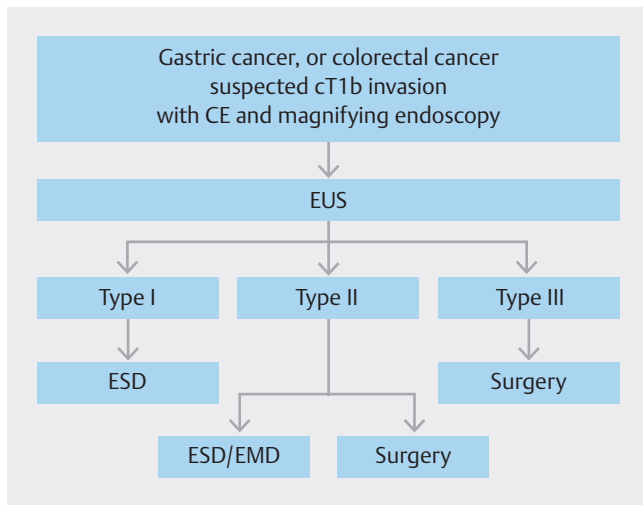 Gastric cancer, or colorectal cancer
suspected cT1b invasion
with CE and magnifying endoscopy
EUS
Type I
Type II
Type III
ESD
Surgery
ESD/EMD
Surgery